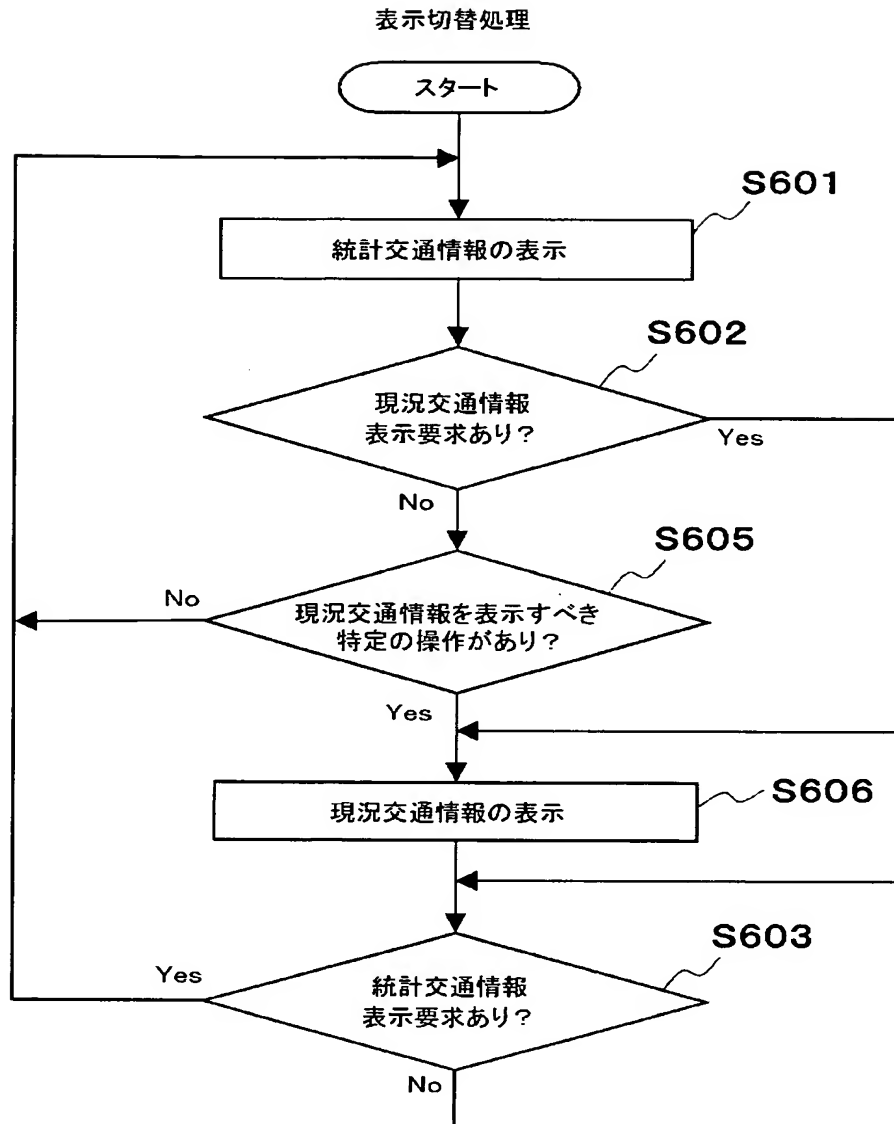 表示切替処理
スタート
S601
統計交通情報の表示
S602
現況交通情報
表示要求あり?
Yes
No
S605
No
現況交通情報を表示すべき
特定の操作があり?
Yes
S606
現況交通情報の表示
S603
Yes
統計交通情報
表示要求あり?
No